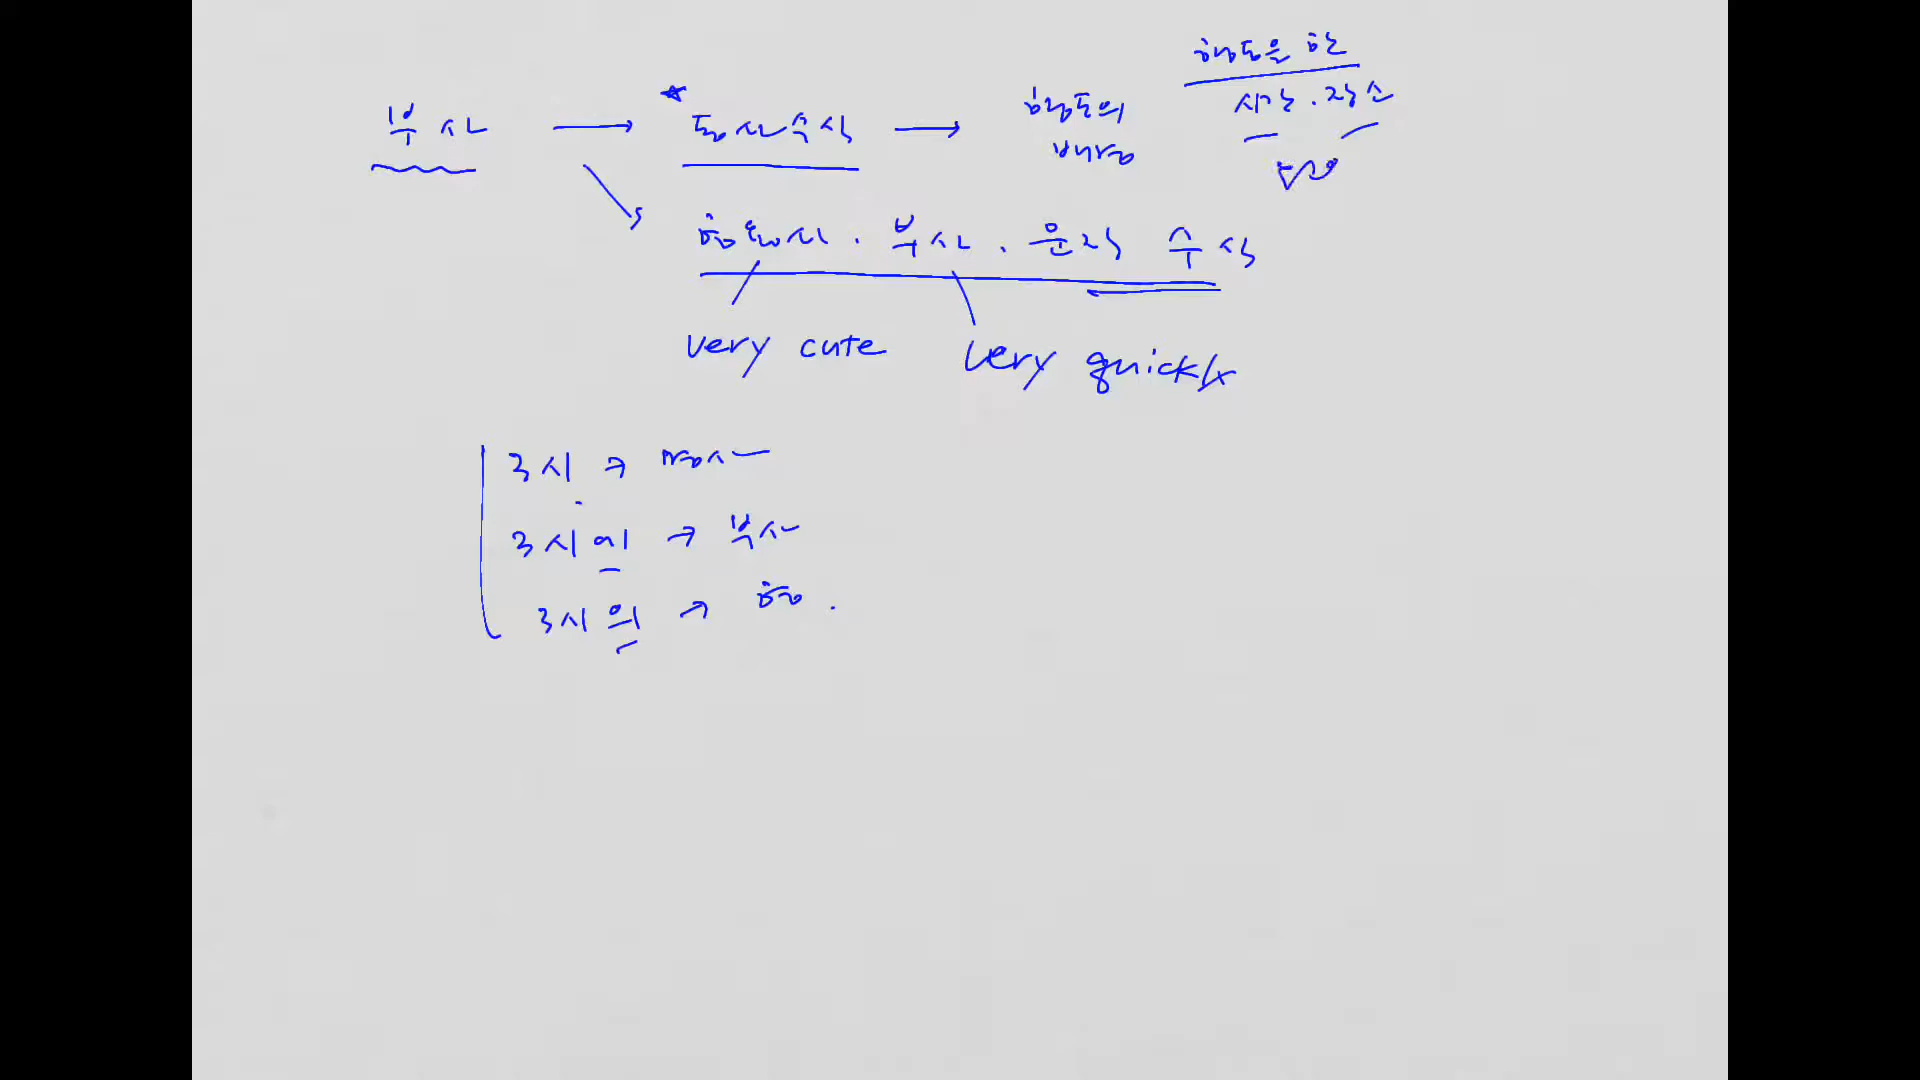 부사 → ★동사수식 → 행동의 방향
행동을 한
시간. 장소
형용사. 부사. 문장 수식
very cute very quickly
3시 → 명사
3시에 → 부사
3시의 → 형.